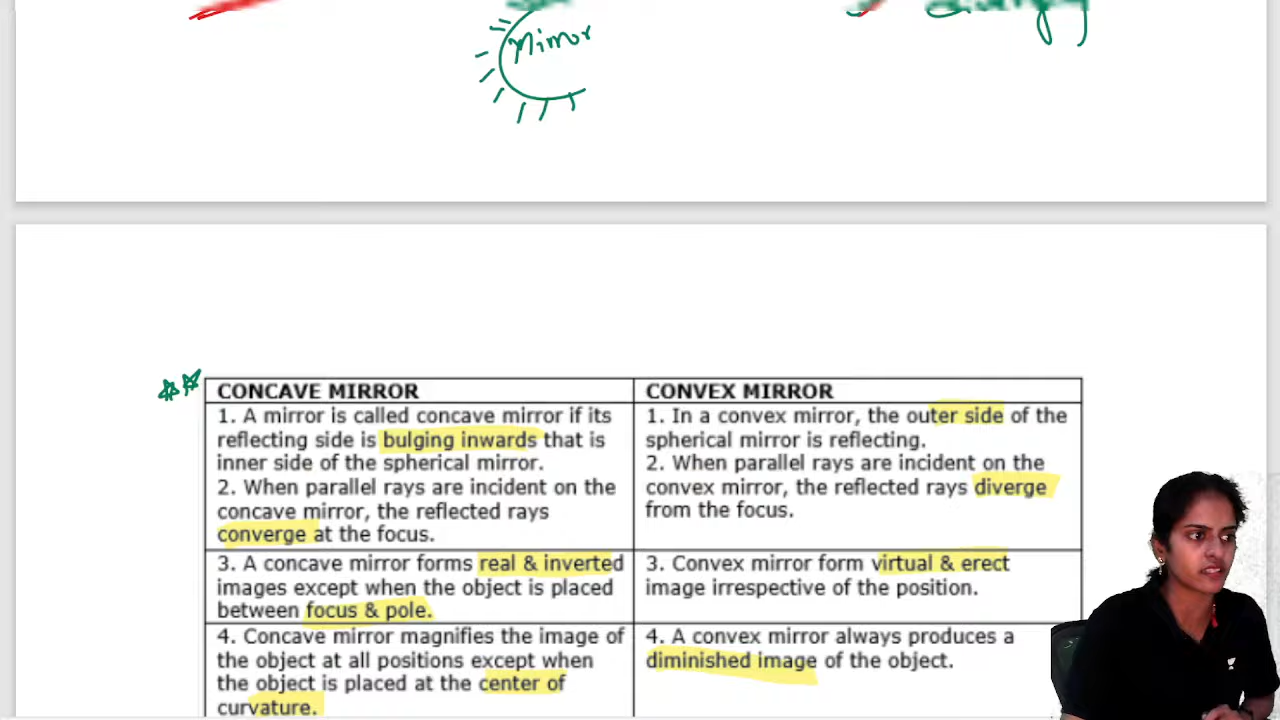 Mirror
CONCAVE MIRROR
1. A mirror is called concave mirror if its
reflecting side is bulging inwards that is
inner side of the spherical mirror.
2. When parallel rays are incident on the
concave mirror, the reflected rays
converge at the focus.
3. A concave mirror forms real & inverted
images except when the object is placed
between focus & pole.
4. Concave mirror magnifies the image of
the object at all positions except when
the object is placed at the center of
curvature.
CONVEX MIRROR
1. In a convex mirror, the outer side of the
spherical mirror is reflecting.
2. When parallel rays are incident on the
convex mirror, the reflected rays diverge
from the focus.
3. Convex mirror form virtual & erect
image irrespective of the position.
4. A convex mirror always produces a
diminished image of the object.